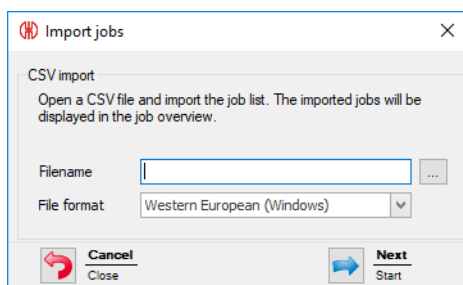 Import jobs
CSV import
Open a CSV file and import the job list. The imported jobs will be
displayed in the job overview.
Filename
...
File format Western European (Windows)
Cancel Next
Close Start